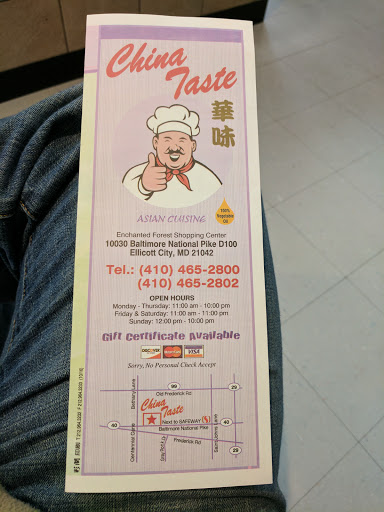 China
Taste
華
味
ASIAN CUISING
100%
Vegetable
Oil
Enchanted Forest Shopping Center
10030 Baltimore National Pike D100
Ellicott City, MD 21042
Tel.: (410) 465-2800
(410) 465-2802
OPEN HOURS
Monday - Thursday: 11:00 am - 10:00 pm
Friday & Saturday: 11:00 am - 11:00 pm
Sunday: 12:00 pm - 10:00 pm
Gift Certificate Available
DISCOVER
MasterCard
VISA
Sorry, No Personal Check Accept
99
29
Old Frederick Rd
Bethany Lane
China
Taste
Next to SAFEWAY
40
Baltimore National Pike
40
Frederick Rd
Centennial Lane
29